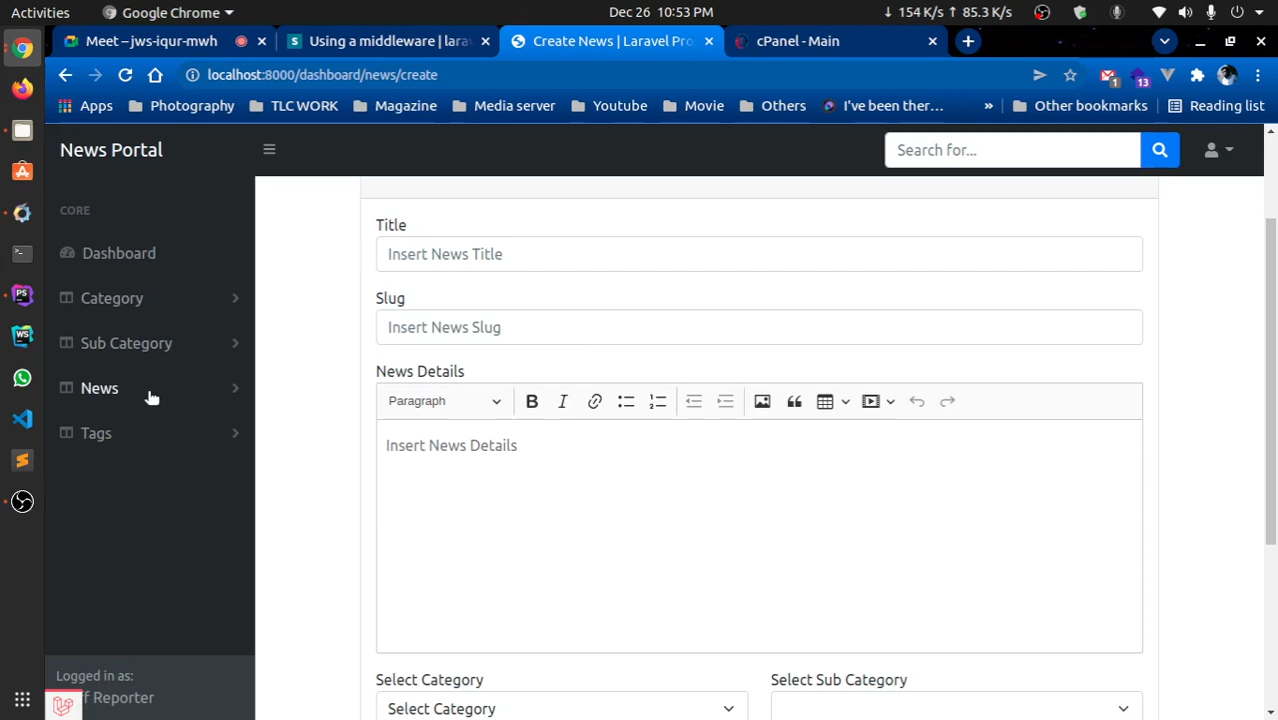 Activities
Google Chrome
Dec 26 10:53 PM
↓ 154 K/s ↑ 85.3 K/s
Meet – jws-iqur-mwh
Using a middleware | lara
Create News | Laravel Pro
cPanel - Main
localhost:8000/dashboard/news/create
1
13
Apps
Photography
TLC WORK
Magazine
Media server
Youtube
Movie
Others
I've been ther...
»
Other bookmarks
Reading list
News Portal
Search for...
CORE
Dashboard
Category
Sub Category
News
Tags
Logged in as:
f Reporter
Title
Insert News Title
Slug
Insert News Slug
News Details
Paragraph
B I
Insert News Details
Select Category
Select Category
Select Sub Category
PS
WS